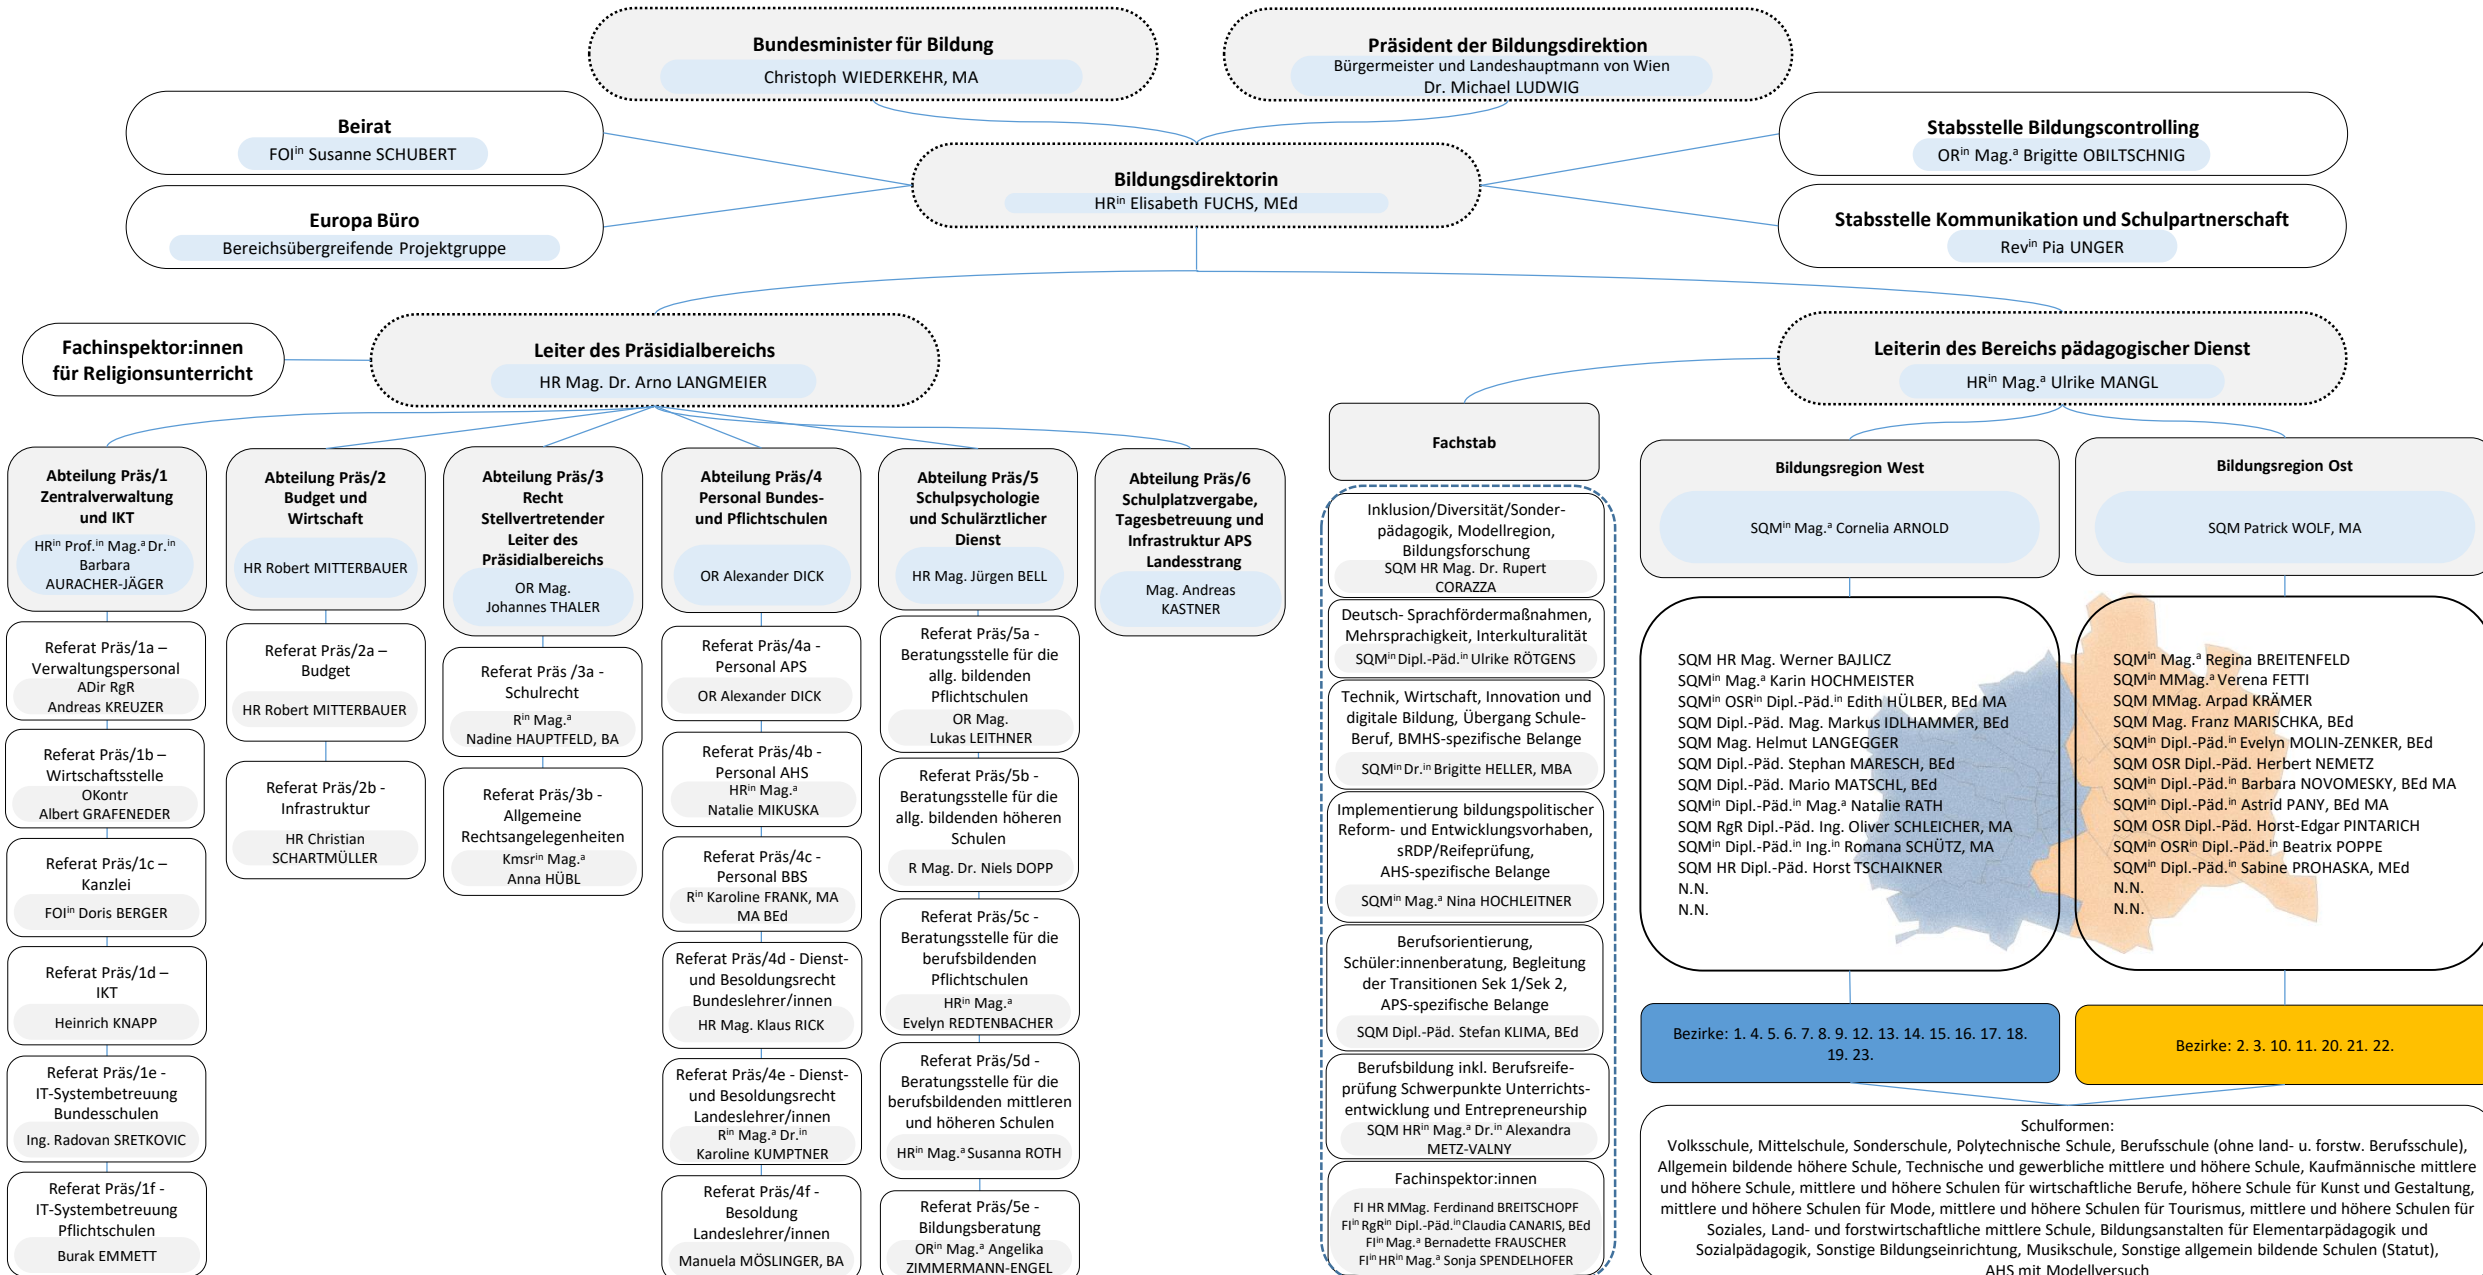 Bundesminister für Bildung
Christoph WIEDERKEHR, MA
Präsident der Bildungsdirektion
Bürgermeister und Landeshauptmann von Wien
Dr. Michael LUDWIG
Beirat
FOIⁱⁿ Susanne SCHUBERT
Europa Büro
Bereichsübergreifende Projektgruppe
Bildungsdirektorin
HRⁱⁿ Elisabeth FUCHS, MEd
Stabsstelle Bildungscontrolling
ORⁱⁿ Mag.ᵃ Brigitte OBILTSCHNIG
Stabsstelle Kommunikation und Schulpartnerschaft
Revⁱⁿ Pia UNGER
Fachinspektor:innen
für Religionsunterricht
Leiter des Präsidialbereichs
HR Mag. Dr. Arno LANGMEIER
Leiterin des Bereichs pädagogischer Dienst
HRⁱⁿ Mag.ᵃ Ulrike MANGL
Abteilung Präs/1
Zentralverwaltung
und IKT
HRⁱⁿ Prof.ⁱⁿ Mag.ᵃ Dr.ⁱⁿ
Barbara
AURACHER-JÄGER
Referat Präs/1a –
Verwaltungspersonal
ADir RgR
Andreas KREUZER
Referat Präs/1b –
Wirtschaftsstelle
OKontr
Albert GRAFENEDER
Referat Präs/1c –
Kanzlei
FOIⁱⁿ Doris BERGER
Referat Präs/1d –
IKT
Heinrich KNAPP
Referat Präs/1e -
IT-Systembetreuung
Bundesschulen
Ing. Radovan SRETKOVIC
Referat Präs/1f -
IT-Systembetreuung
Pflichtschulen
Burak EMMETT
Abteilung Präs/2
Budget und
Wirtschaft
HR Robert MITTERBAUER
Referat Präs/2a –
Budget
HR Robert MITTERBAUER
Referat Präs/2b -
Infrastruktur
HR Christian
SCHARTMÜLLER
Abteilung Präs/3
Recht
Stellvertretender
Leiter des
Präsidialbereichs
OR Mag.
Johannes THALER
Referat Präs /3a -
Schulrecht
Rⁱⁿ Mag.ᵃ
Nadine HAUPTFELD, BA
Referat Präs/3b -
Allgemeine
Rechtsangelegenheiten
Kmsrⁱⁿ Mag.ᵃ
Anna HÜBL
Abteilung Präs/4
Personal Bundes-
und Pflichtschulen
OR Alexander DICK
Referat Präs/4a -
Personal APS
OR Alexander DICK
Referat Präs/4b -
Personal AHS
HRⁱⁿ Mag.ᵃ
Natalie MIKUSKA
Referat Präs/4c -
Personal BBS
Rⁱⁿ Karoline FRANK, MA
MA BEd
Referat Präs/4d - Dienst-
und Besoldungsrecht
Bundeslehrer/innen
HR Mag. Klaus RICK
Referat Präs/4e - Dienst-
und Besoldungsrecht
Landeslehrer/innen
Rⁱⁿ Mag.ᵃ Dr.ⁱⁿ
Karoline KUMPTNER
Referat Präs/4f -
Besoldung
Landeslehrer/innen
Manuela MÖSLINGER, BA
Abteilung Präs/5
Schulpsychologie
und Schulärztlicher
Dienst
HR Mag. Jürgen BELL
Referat Präs/5a -
Beratungsstelle für die
allg. bildenden
Pflichtschulen
OR Mag.
Lukas LEITHNER
Referat Präs/5b -
Beratungsstelle für die
allg. bildenden höheren
Schulen
R Mag. Dr. Niels DOPP
Referat Präs/5c -
Beratungsstelle für die
berufsbildenden
Pflichtschulen
HRⁱⁿ Mag.ᵃ
Evelyn REDTENBACHER
Referat Präs/5d -
Beratungsstelle für die
berufsbildenden mittleren
und höheren Schulen
HRⁱⁿ Mag.ᵃ Susanna ROTH
Referat Präs/5e -
Bildungsberatung
ORⁱⁿ Mag.ᵃ Angelika
ZIMMERMANN-ENGEL
Abteilung Präs/6
Schulplatzvergabe,
Tagesbetreuung und
Infrastruktur APS
Landesstrang
Mag. Andreas
KASTNER
Fachstab
Inklusion/Diversität/Sonder-
pädagogik, Modellregion,
Bildungsforschung
SQM HR Mag. Dr. Rupert
CORAZZA
Deutsch- Sprachfördermaßnahmen,
Mehrsprachigkeit, Interkulturalität
SQMⁱⁿ Dipl.-Päd.ⁱⁿ Ulrike RÖTGENS
Technik, Wirtschaft, Innovation und
digitale Bildung, Übergang Schule-
Beruf, BMHS-spezifische Belange
SQMⁱⁿ Dr.ⁱⁿ Brigitte HELLER, MBA
Implementierung bildungspolitischer
Reform- und Entwicklungsvorhaben,
sRDP/Reifeprüfung,
AHS-spezifische Belange
SQMⁱⁿ Mag.ᵃ Nina HOCHLEITNER
Berufsorientierung,
Schüler:innenberatung, Begleitung
der Transitionen Sek 1/Sek 2,
APS-spezifische Belange
SQM Dipl.-Päd. Stefan KLIMA, BEd
Berufsbildung inkl. Berufsreife-
prüfung Schwerpunkte Unterrichts-
entwicklung und Entrepreneurship
SQM HRⁱⁿ Mag.ᵃ Dr.ⁱⁿ Alexandra
METZ-VALNY
Fachinspektor:innen
FI HR MMag. Ferdinand BREITSCHOPF
FIⁱⁿ RgRⁱⁿ Dipl.-Päd.ⁱⁿ Claudia CANARIS, BEd
FIⁱⁿ Mag.ᵃ Bernadette FRAUSCHER
FIⁱⁿ HRⁱⁿ Mag.ᵃ Sonja SPENDELHOFER
Bildungsregion West
SQMⁱⁿ Mag.ᵃ Cornelia ARNOLD
SQM HR Mag. Werner BAJLICZ
SQMⁱⁿ Mag.ᵃ Karin HOCHMEISTER
SQMⁱⁿ OSRⁱⁿ Dipl.-Päd.ⁱⁿ Edith HÜLBER, BEd MA
SQM Dipl.-Päd. Mag. Markus IDLHAMMER, BEd
SQM Mag. Helmut LANGEGGER
SQM Dipl.-Päd. Stephan MARESCH, BEd
SQM Dipl.-Päd. Mario MATSCHL, BEd
SQMⁱⁿ Dipl.-Päd.ⁱⁿ Mag.ᵃ Natalie RATH
SQM RgR Dipl.-Päd. Ing. Oliver SCHLEICHER, MA
SQMⁱⁿ Dipl.-Päd.ⁱⁿ Ing.ⁱⁿ Romana SCHÜTZ, MA
SQM HR Dipl.-Päd. Horst TSCHAIKNER
N.N.
N.N.
Bezirke: 1. 4. 5. 6. 7. 8. 9. 12. 13. 14. 15. 16. 17. 18.
19. 23.
Bildungsregion Ost
SQM Patrick WOLF, MA
SQMⁱⁿ Mag.ᵃ Regina BREITENFELD
SQMⁱⁿ MMag.ᵃ Verena FETTI
SQM MMag. Arpad KRÄMER
SQM Mag. Franz MARISCHKA, BEd
SQMⁱⁿ Dipl.-Päd.ⁱⁿ Evelyn MOLIN-ZENKER, BEd
SQM OSR Dipl.-Päd. Herbert NEMETZ
SQMⁱⁿ Dipl.-Päd.ⁱⁿ Barbara NOVOMESKY, BEd MA
SQMⁱⁿ Dipl.-Päd.ⁱⁿ Astrid PANY, BEd MA
SQM OSR Dipl.-Päd. Horst-Edgar PINTARICH
SQMⁱⁿ OSRⁱⁿ Dipl.-Päd.ⁱⁿ Beatrix POPPE
SQMⁱⁿ Dipl.-Päd.ⁱⁿ Sabine PROHASKA, MEd
N.N.
N.N.
Bezirke: 2. 3. 10. 11. 20. 21. 22.
Schulformen:
Volksschule, Mittelschule, Sonderschule, Polytechnische Schule, Berufsschule (ohne land- u. forstw. Berufsschule),
Allgemein bildende höhere Schule, Technische und gewerbliche mittlere und höhere Schule, Kaufmännische mittlere
und höhere Schule, mittlere und höhere Schulen für wirtschaftliche Berufe, höhere Schule für Kunst und Gestaltung,
mittlere und höhere Schulen für Mode, mittlere und höhere Schulen für Tourismus, mittlere und höhere Schulen für
Soziales, Land- und forstwirtschaftliche mittlere Schule, Bildungsanstalten für Elementarpädagogik und
Sozialpädagogik, Sonstige Bildungseinrichtung, Musikschule, Sonstige allgemein bildende Schulen (Statut),
AHS mit Modellversuch